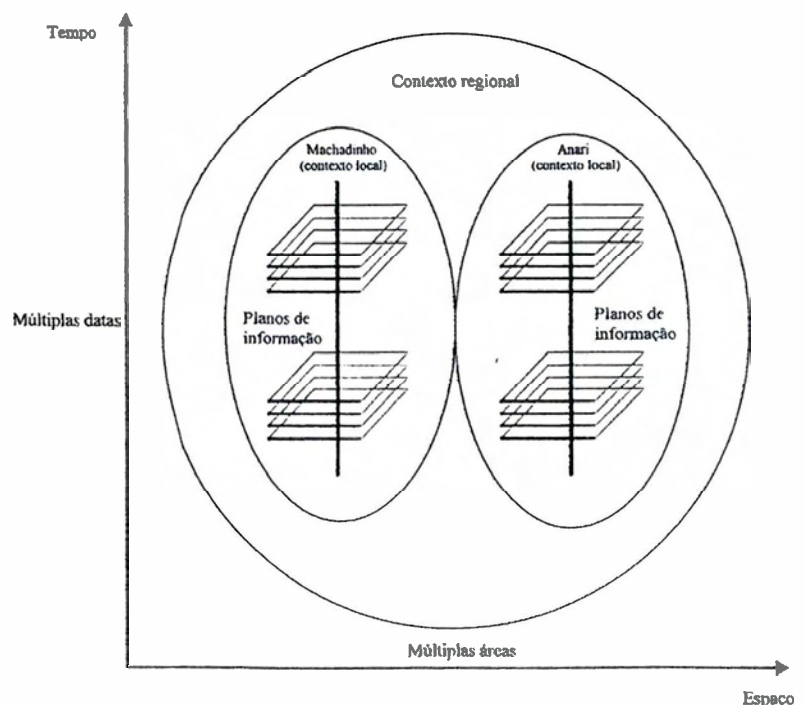 Tempo
Contexto regional
Machadinho
(contexto local)
Anari
(contexto local)
Múltiplas datas
Planos de
informação
Planos de
informação
Múltiplas áreas
Espaço